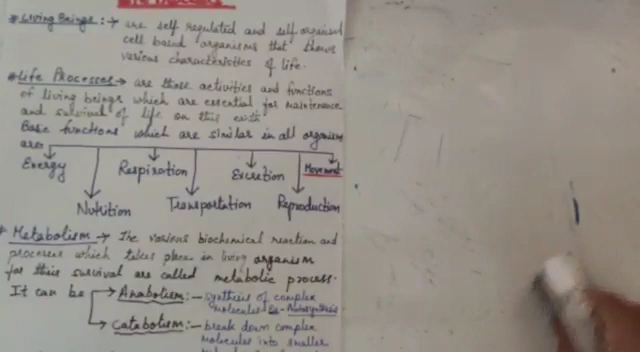 * Living Beings :→ are self regulated and self organised
cell based organisms that shows
various characteristics of life.
* Life Processes → are those activities and functions
of living beings which are essential for maintenance
and survival of life on this earth
Base functions which are similar in all organism
are
Energy Respiration Excretion Movement
Nutrition Transportation Reproduction
* Metabolism → The various biochemical reaction and
processes which takes place in living organism
for their survival are called metabolic process.
It can be → Anabolism :- synthesis of complex
molecules Ex- Photosynthesis
→ Catabolism :- break down complex
molecules into smaller